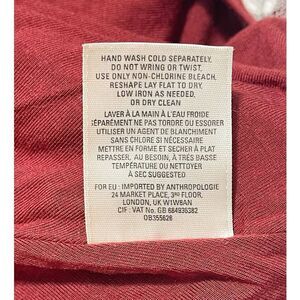 HAND WASH COLD SEPARATELY.
DO NOT WRING OR TWIST.
USE ONLY NON-CHLORINE BLEACH.
RESHAPE LAY FLAT TO DRY.
LOW IRON AS NEEDED,
OR DRY CLEAN
LAVER À LA MAIN À L'EAU FROIDE
SÉPARÉMENT NE PAS TORDRE OU ESSORER
UTILISER UN AGENT DE BLANCHIMENT
SANS CHLORE SI NÉCESSAIRE
METTRE EN FORME ET SECHER À PLAT
REPASSER, AU BESOIN, À TRÈS BASSE
TEMPÉRATURE OU NETTOYER
À SEC SUGGESTED
FOR EU : IMPORTED BY ANTHROPOLOGIE
24 MARKET PLACE, 3RD FLOOR,
LONDON, UK W1W8AN
CIF : VAT No. GB 684935382
OB355626